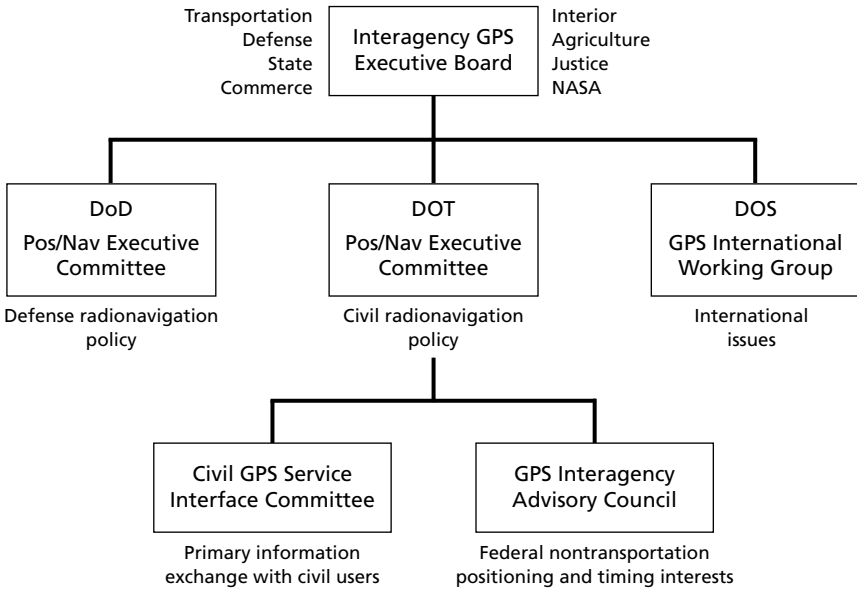 Transportation
Defense
State
Commerce
Interagency GPS
Executive Board
Interior
Agriculture
Justice
NASA
DoD
Pos/Nav Executive
Committee
Defense radionavigation
policy
DOT
Pos/Nav Executive
Committee
Civil radionavigation
policy
DOS
GPS International
Working Group
International
issues
Civil GPS Service
Interface Committee
Primary information
exchange with civil users
GPS Interagency
Advisory Council
Federal nontransportation
positioning and timing interests